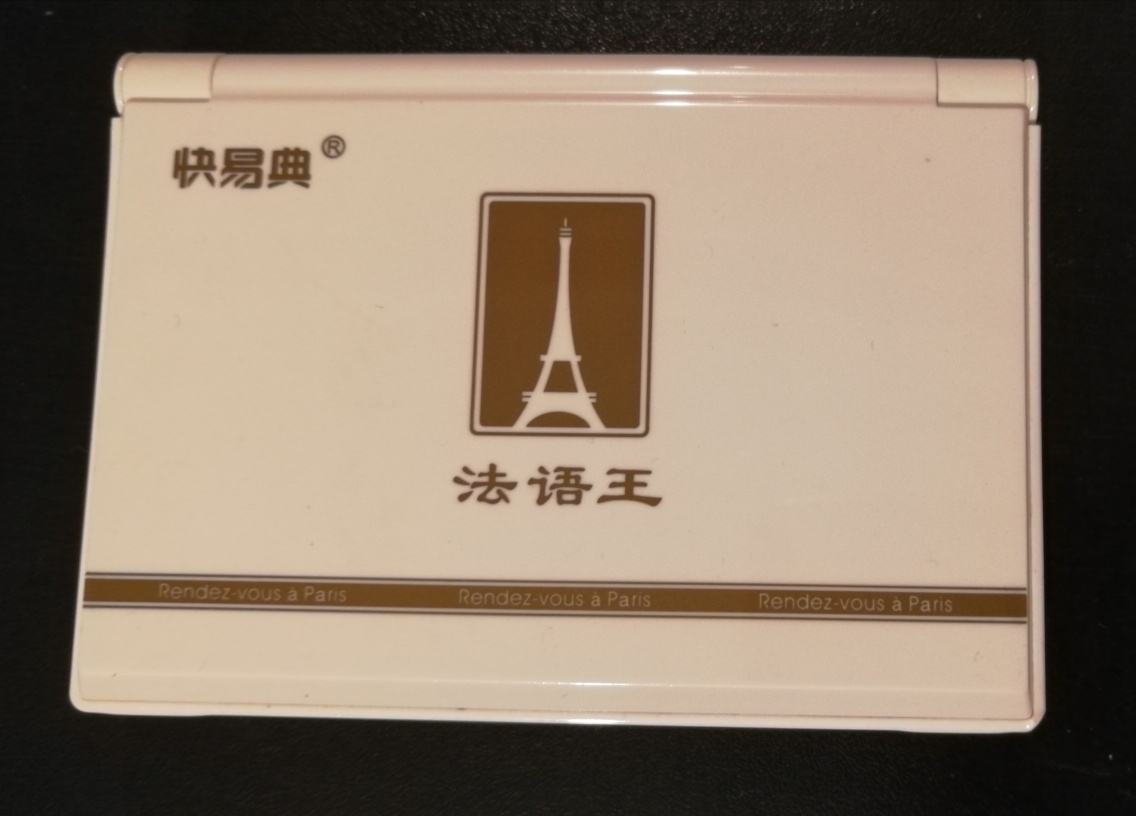 快易典®
法语王
Rendez-vous à Paris Rendez-vous à Paris Rendez-vous à Paris